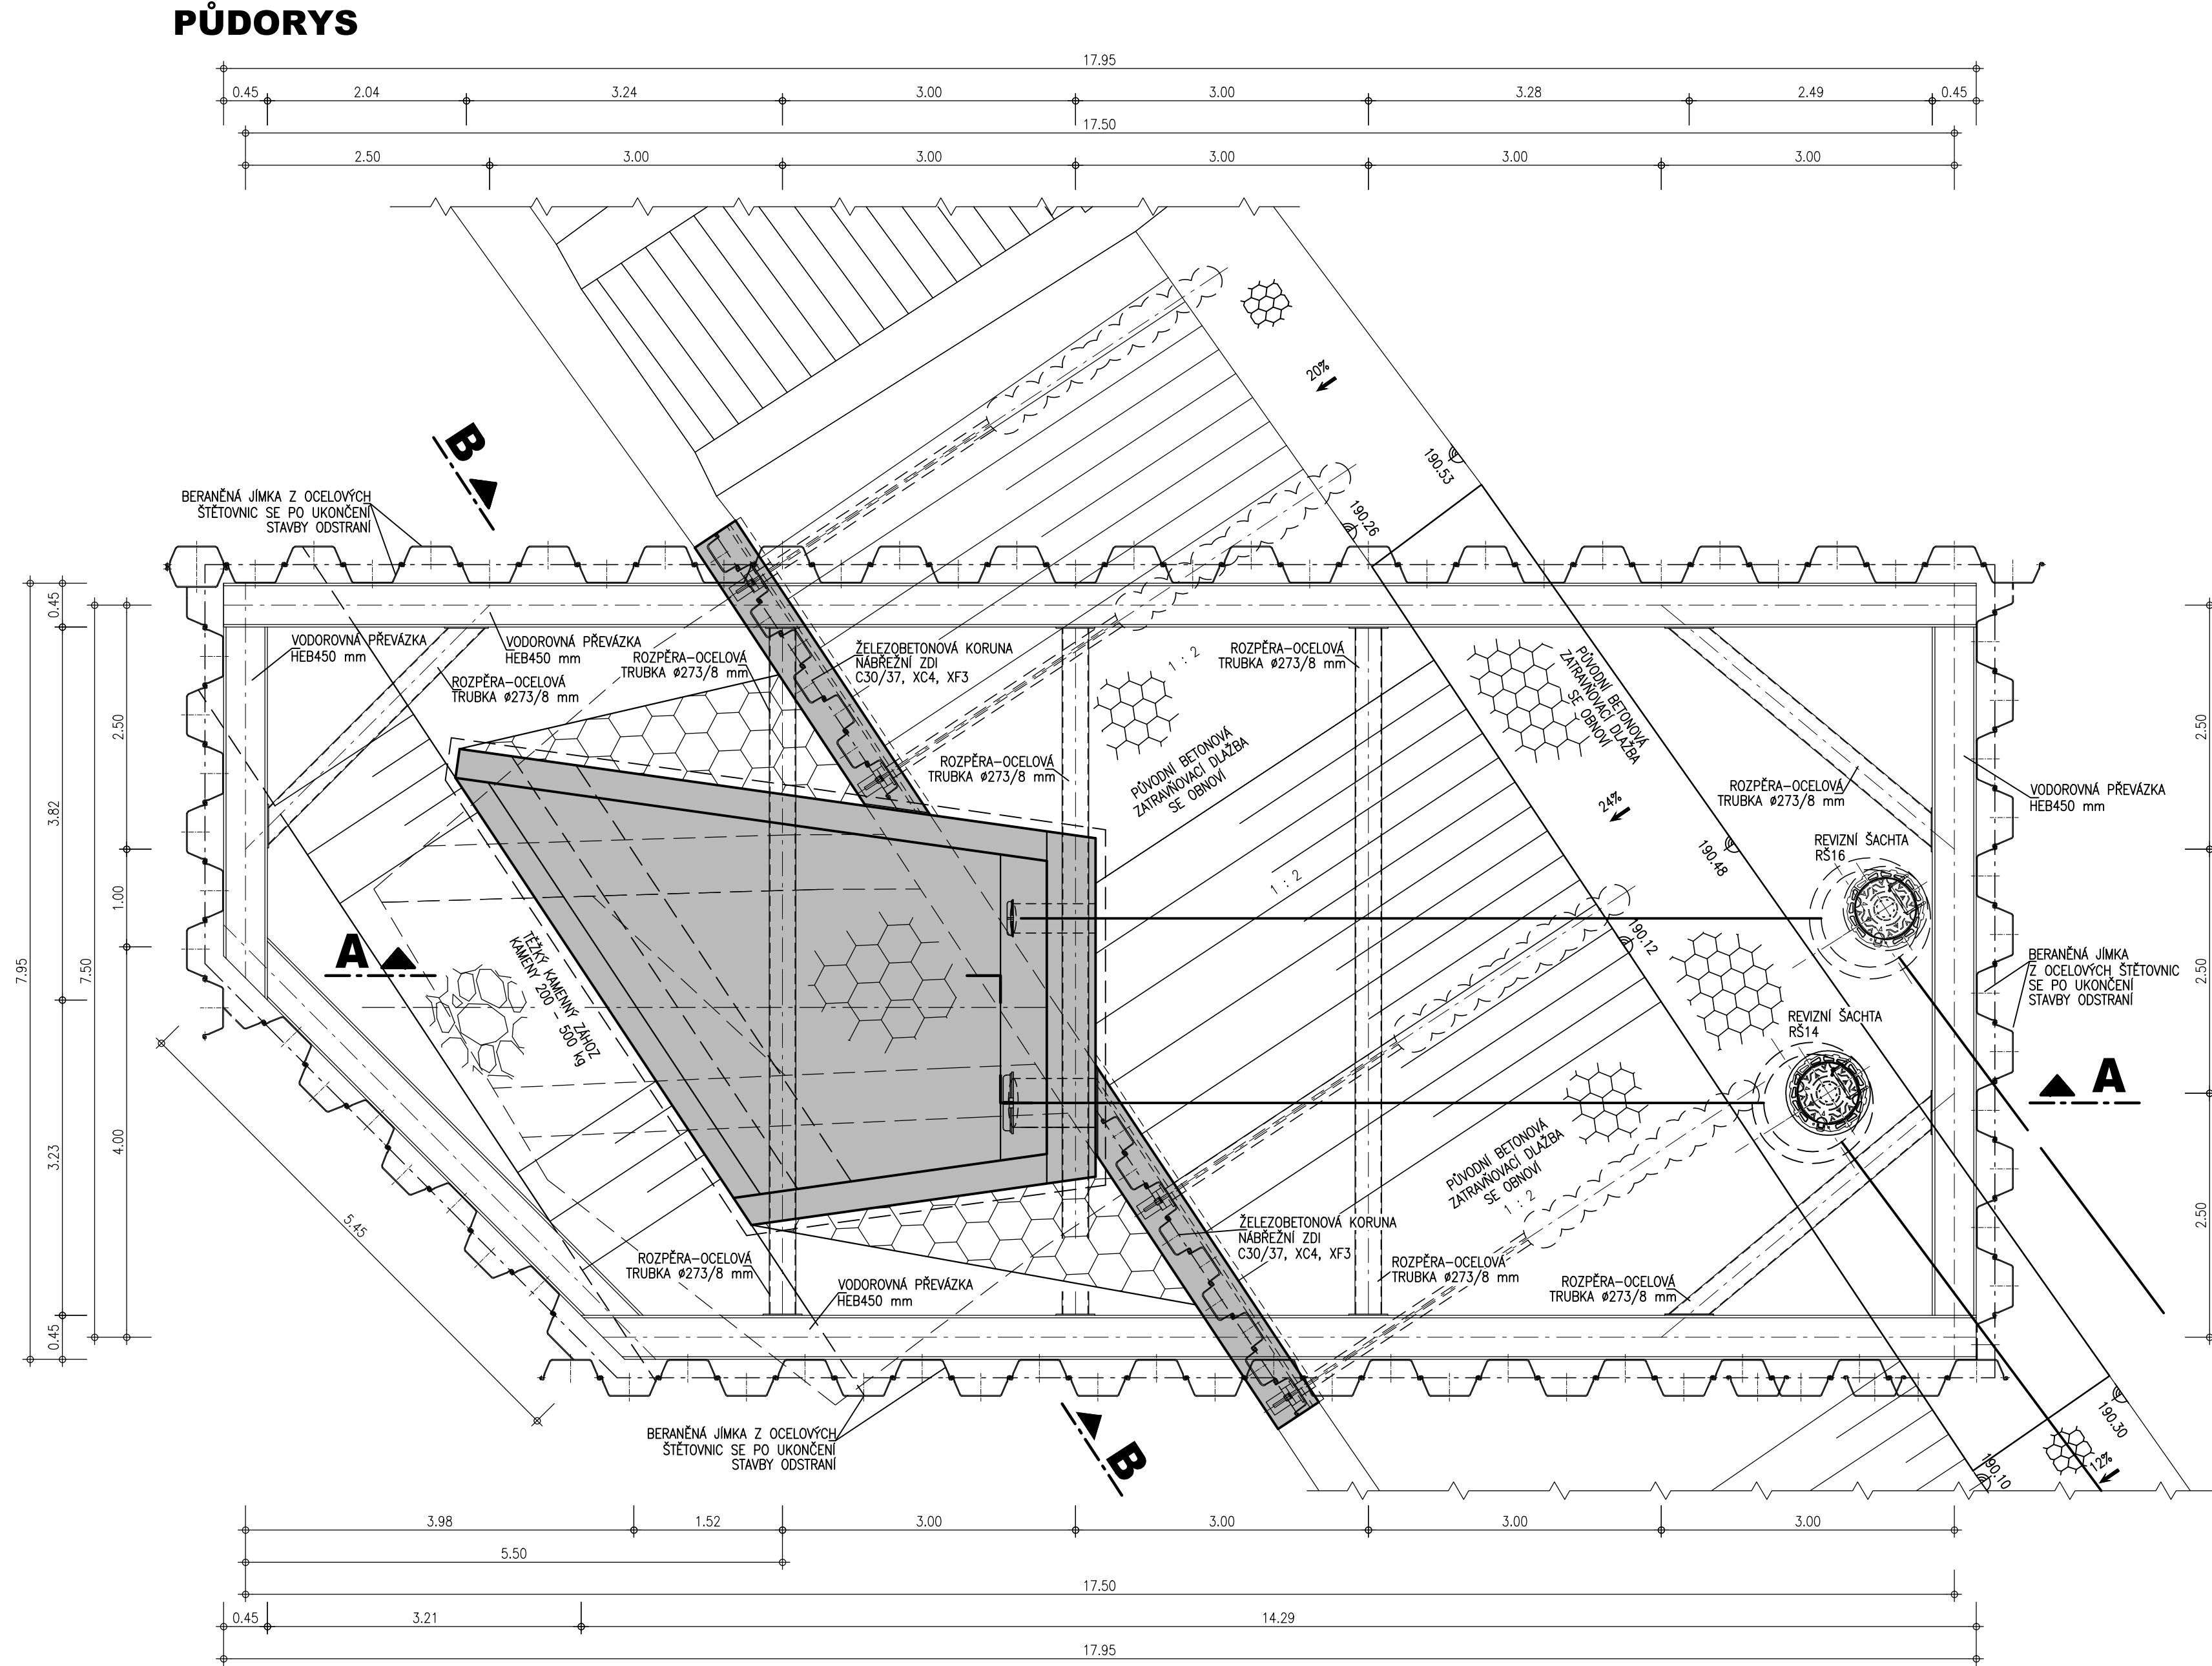 PŮDORYS
17.95
0.45 2.04 3.24 3.00 3.00 3.28 2.49 0.45
17.50
2.50 3.00 3.00 3.00 3.00 3.00
20%
190.53
190.26
B
BERANĚNÁ JÍMKA Z OCELOVÝCH
ŠTĚTOVNIC SE PO UKONČENÍ
STAVBY ODSTRANÍ
VODOROVNÁ PŘEVÁZKA
HEB450 mm
VODOROVNÁ PŘEVÁZKA
HEB450 mm
ROZPĚRA-OCELOVÁ
TRUBKA ø273/8 mm
ROZPĚRA-OCELOVÁ
TRUBKA ø273/8 mm
ŽELEZOBETONOVÁ KORUNA
NÁBŘEŽNÍ ZDI
C30/37, XC4, XF3
1 : 2
ROZPĚRA-OCELOVÁ
TRUBKA ø273/8 mm
PŮVODNÍ BETONOVÁ
ZATRAVŇOVACÍ DLAŽBA
SE OBNOVÍ
ROZPĚRA-OCELOVÁ
TRUBKA ø273/8 mm
PŮVODNÍ BETONOVÁ
ZATRAVŇOVACÍ DLAŽBA
SE OBNOVÍ
24%
190.48
ROZPĚRA-OCELOVÁ
TRUBKA ø273/8 mm
VODOROVNÁ PŘEVÁZKA
HEB450 mm
REVIZNÍ ŠACHTA
RŠ16
1 : 2
190.12
A
TĚŽKÝ KAMENNÝ ZÁHOZ
KAMENY 200 - 500 kg
BERANĚNÁ JÍMKA
Z OCELOVÝCH ŠTĚTOVNIC
SE PO UKONČENÍ
STAVBY ODSTRANÍ
REVIZNÍ ŠACHTA
RŠ14
A
PŮVODNÍ BETONOVÁ
ZATRAVŇOVACÍ DLAŽBA
SE OBNOVÍ
1 : 2
ŽELEZOBETONOVÁ KORUNA
NÁBŘEŽNÍ ZDI
C30/37, XC4, XF3
ROZPĚRA-OCELOVÁ
TRUBKA ø273/8 mm
VODOROVNÁ PŘEVÁZKA
HEB450 mm
ROZPĚRA-OCELOVÁ
TRUBKA ø273/8 mm
ROZPĚRA-OCELOVÁ
TRUBKA ø273/8 mm
BERANĚNÁ JÍMKA Z OCELOVÝCH
ŠTĚTOVNIC SE PO UKONČENÍ
STAVBY ODSTRANÍ
B
190.30
190.10
12%
7.95
0.45 3.82 3.23 0.45
7.50
2.50 1.00 4.00
5.45
2.50 2.50 2.50
3.98 1.52 3.00 3.00 3.00 3.00
5.50
17.50
0.45 3.21 14.29
17.95